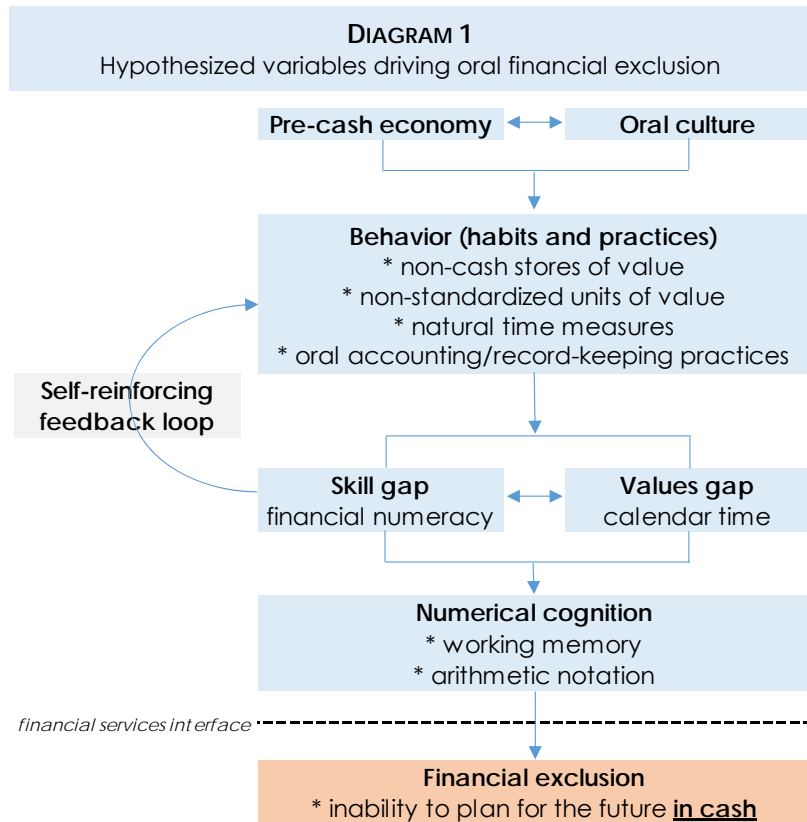 DIAGRAM 1
Hypothesized variables driving oral financial exclusion
Pre-cash economy
Oral culture
Behavior (habits and practices)
* non-cash stores of value
* non-standardized units of value
* natural time measures
* oral accounting/record-keeping practices
Self-reinforcing
feedback loop
Skill gap
financial numeracy
Values gap
calendar time
Numerical cognition
* working memory
* arithmetic notation
financial services interface
Financial exclusion
* inability to plan for the future in cash